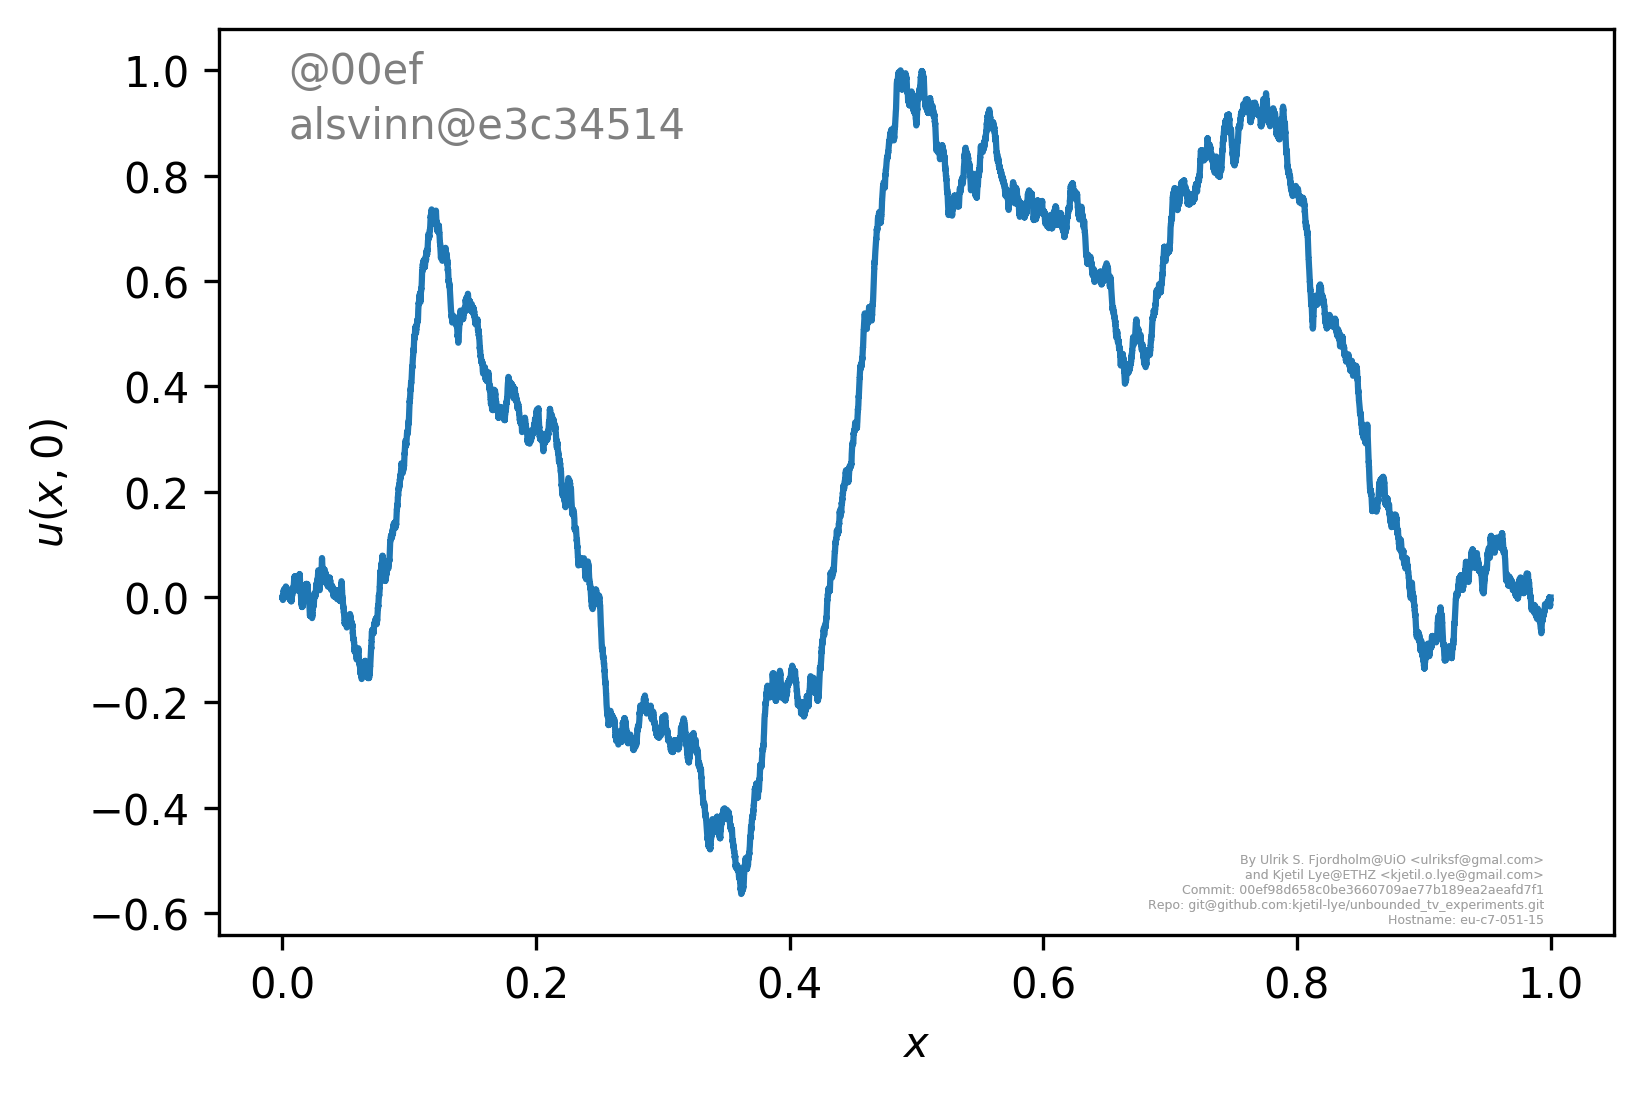 @00ef
alsvinn@e3c34514
1.0
0.8
0.6
0.4
0.2
0.0
−0.2
−0.4
−0.6
u(x, 0)
By Ulrik S. Fjordholm@UiO <ulriksf@gmal.com>
and Kjetil Lye@ETHZ <kjetil.o.lye@gmail.com>
Commit: 00ef98d658c0be3660709ae77b189ea2aeafd7f1
Repo: git@github.com:kjetil-lye/unbounded_tv_experiments.git
Hostname: eu-c7-051-15
0.0 0.2 0.4 0.6 0.8 1.0
x